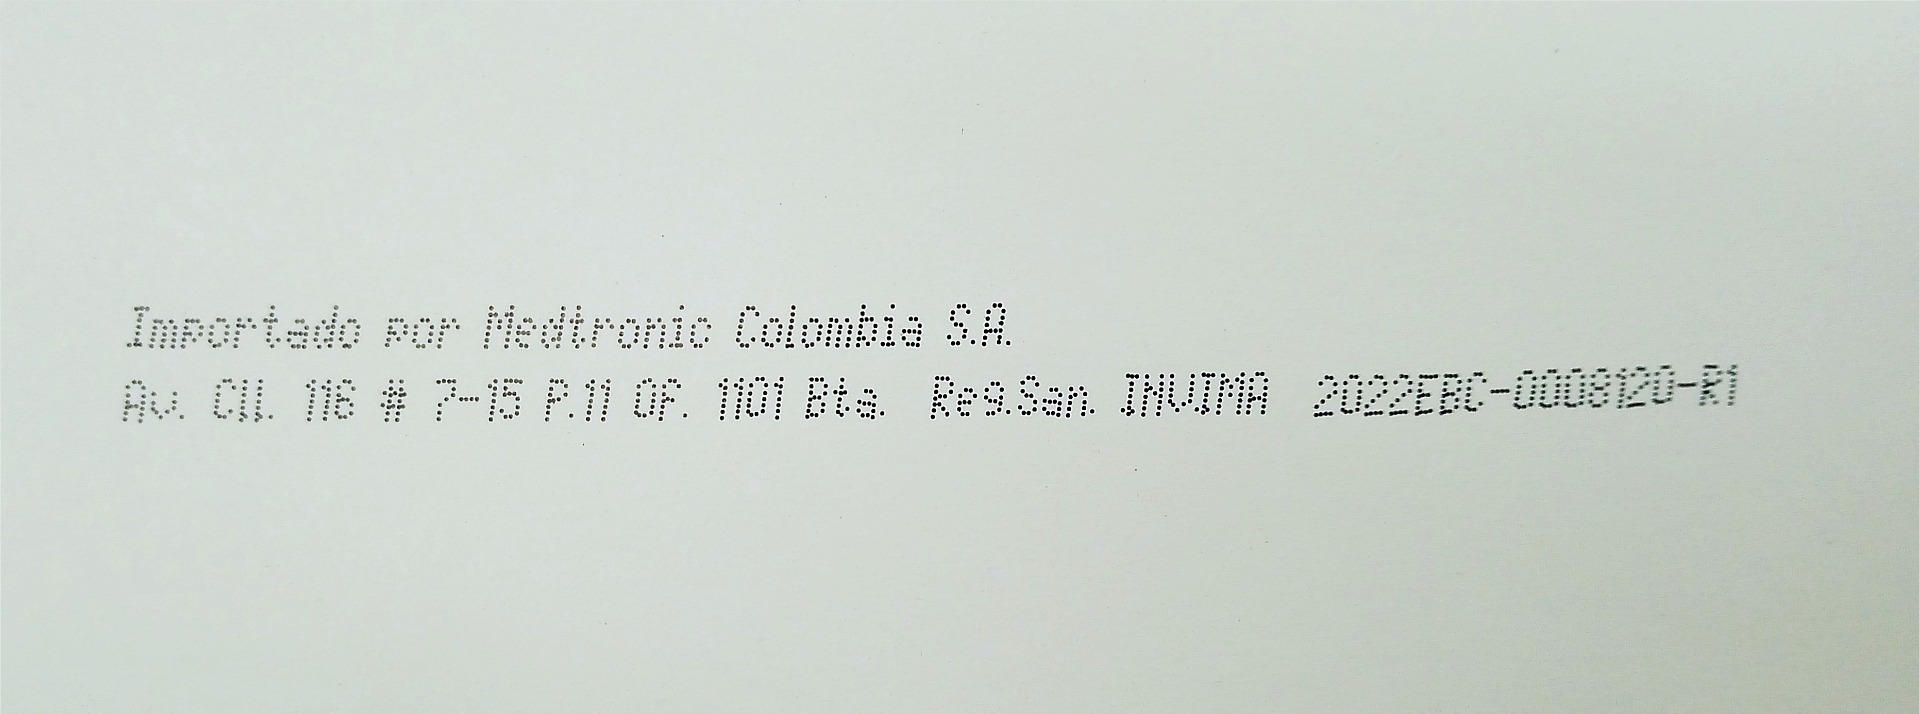 Importado por Medtronic Colombia S.A.
Av. Cll. 116 # 7-15 P.11 OF. 1101 Bta. Reg.San. INVIMA 2022EBC-0008120-R1